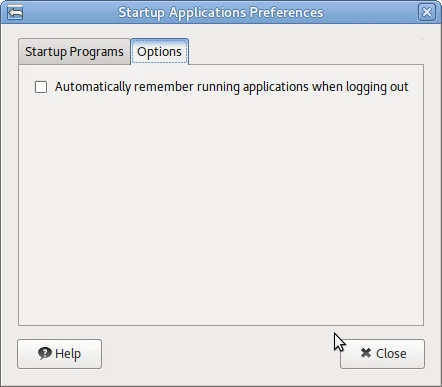 Startup Applications Preferences
Startup Programs
Options
Automatically remember running applications when logging out
Help
Close